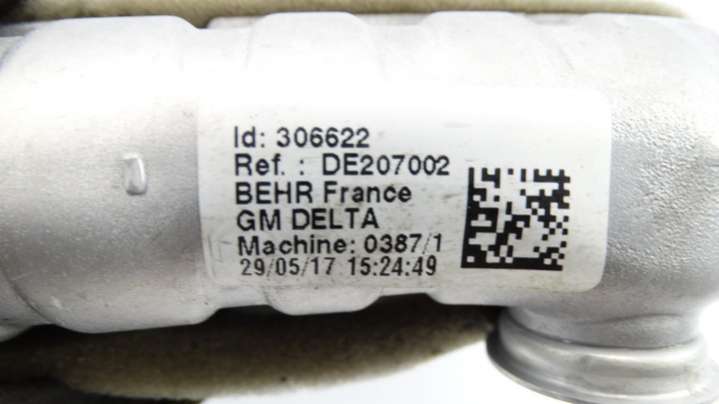 Id: 306622
Ref. : DE207002
BEHR France
GM DELTA
Machine: 0387/1
29/05/17 15:24:49